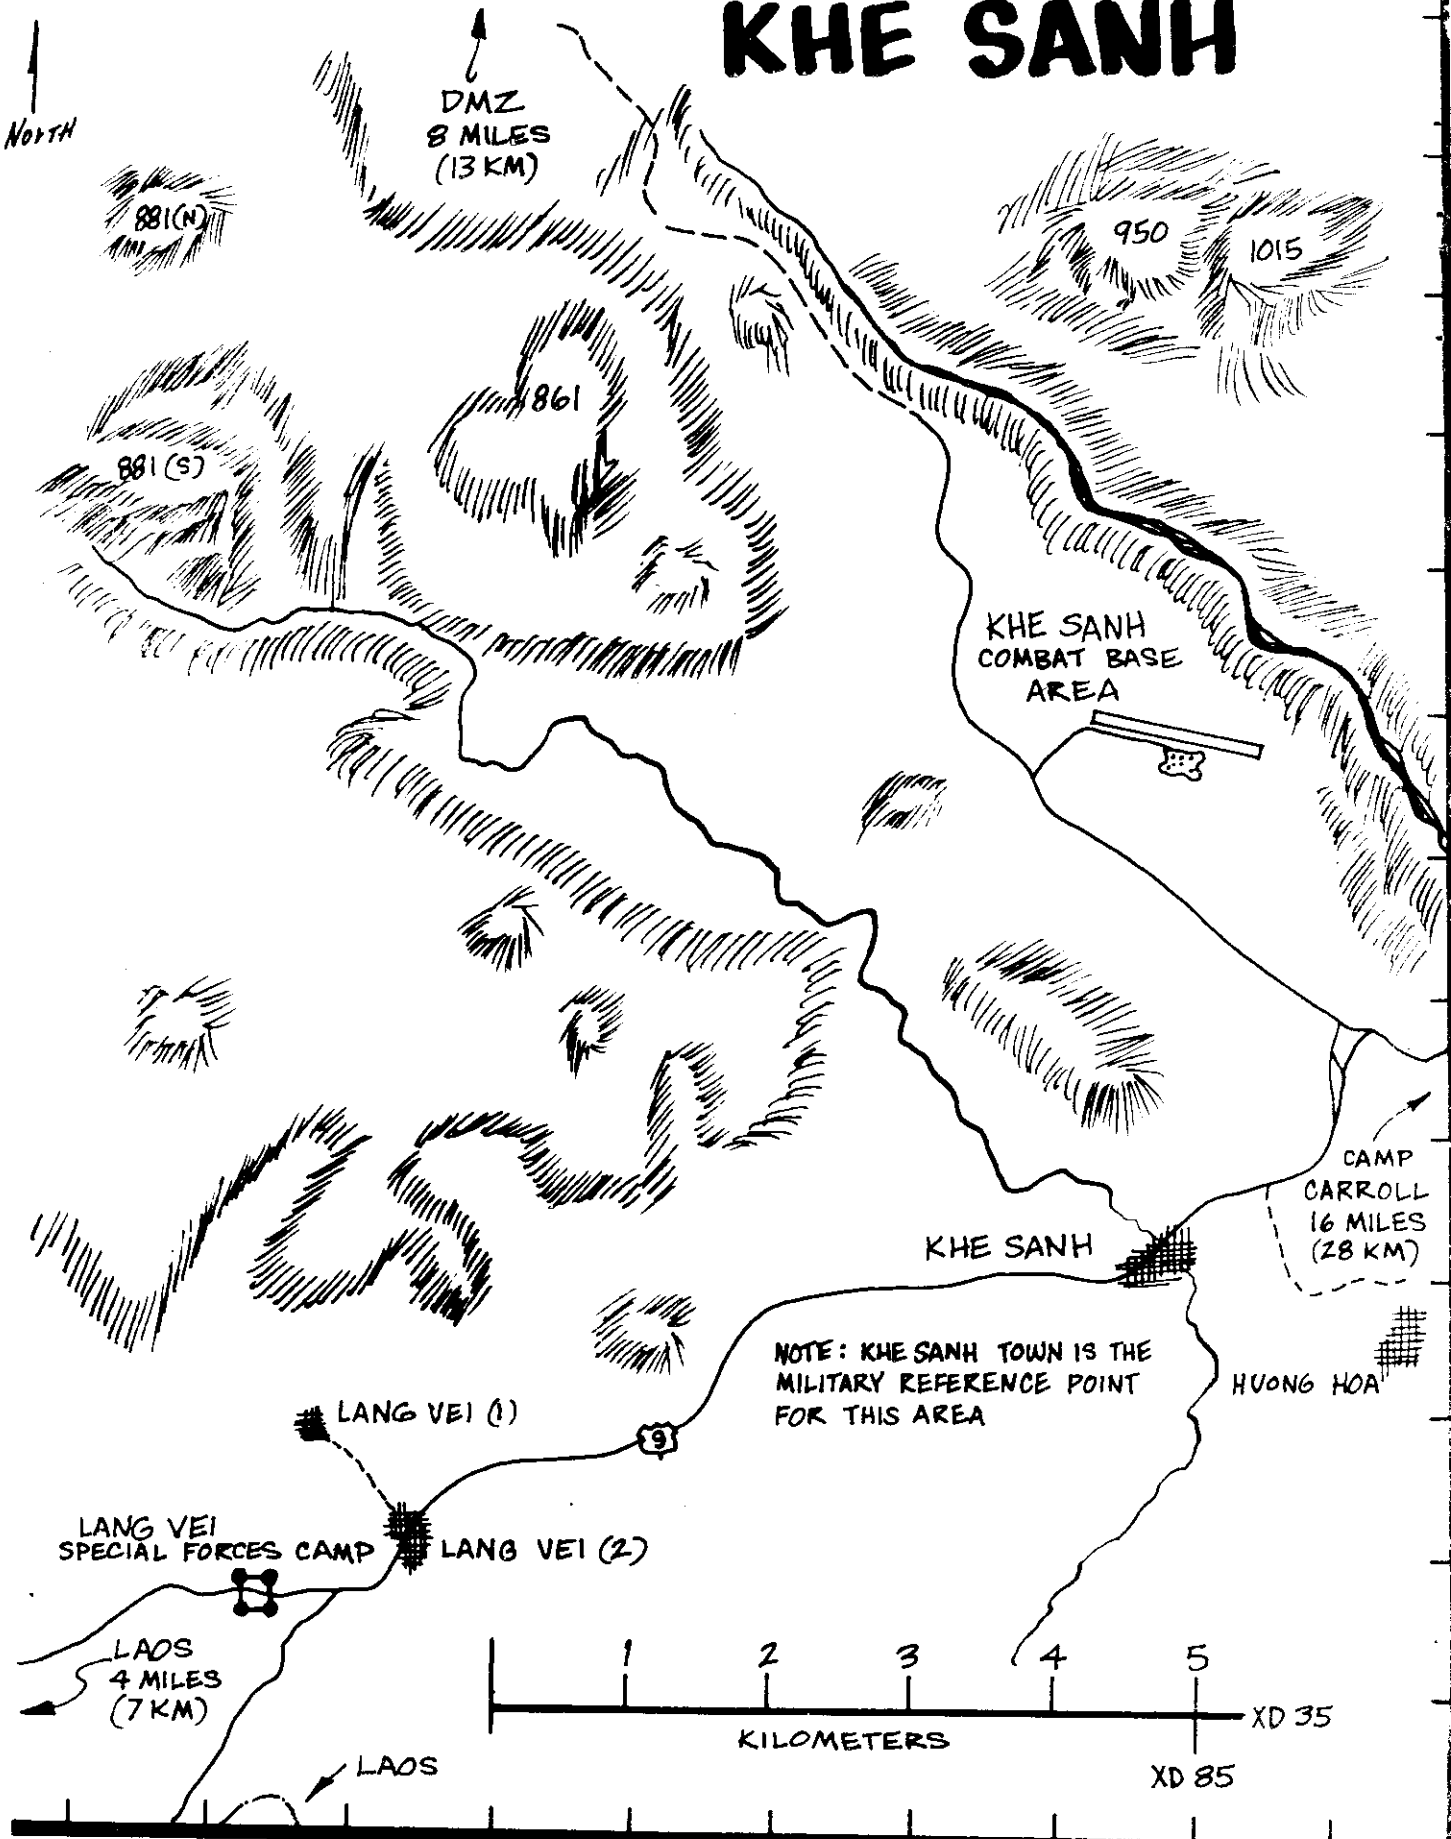 KHE SANH
NORTH
DMZ
8 MILES
(13 KM)
881(N)
950
1015
861
881(S)
KHE SANH
COMBAT BASE
AREA
CAMP
CARROLL
16 MILES
(28 KM)
KHE SANH
NOTE: KHE SANH TOWN IS THE
MILITARY REFERENCE POINT
FOR THIS AREA
HUONG HOA
LANG VEI (1)
9
LANG VEI
SPECIAL FORCES CAMP
LANG VEI (2)
LAOS
4 MILES
(7 KM)
1 2 3 4 5
XD 35
KILOMETERS
XD 85
LAOS